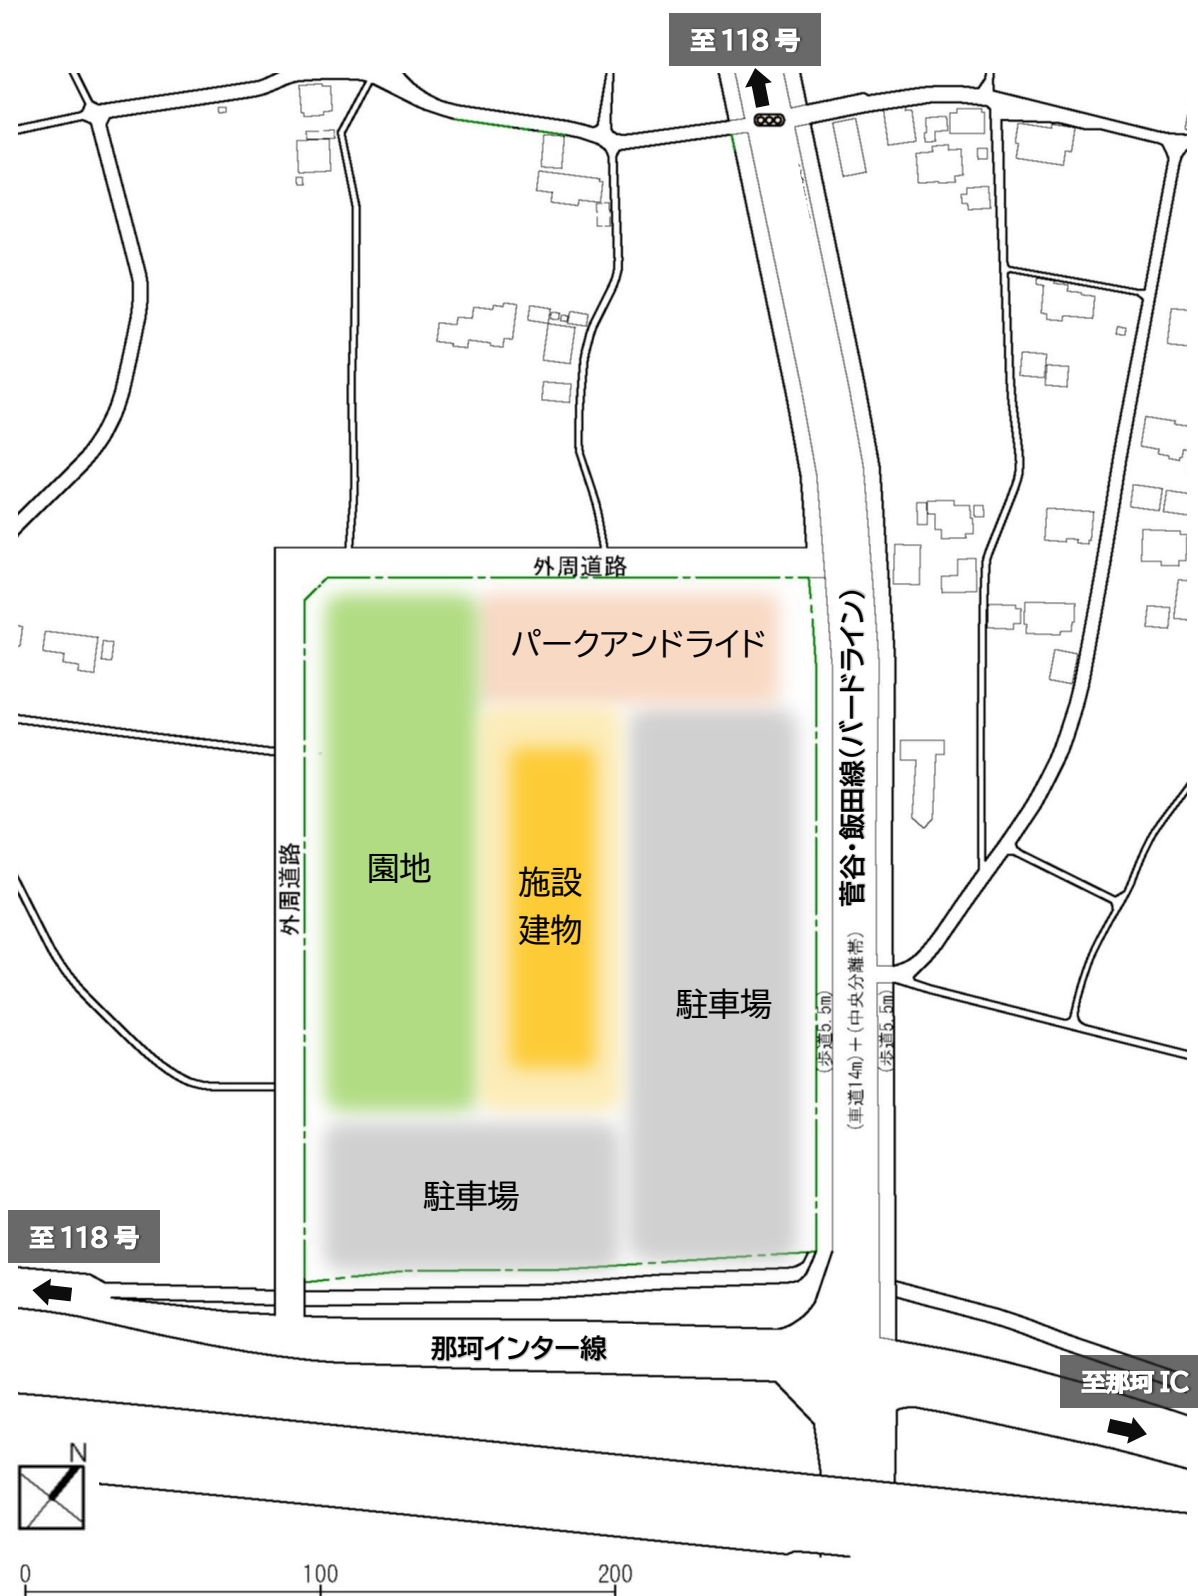 至118号
外周道路
パークアンドライド
菅谷・飯田線(バードライン)
外周道路
園地
施設
建物
駐車場
(歩道5.5m)
(車道14m)+(中央分離帯)
(歩道5.5m)
駐車場
至118号
那珂インター線
至那珂IC
N
0 100 200